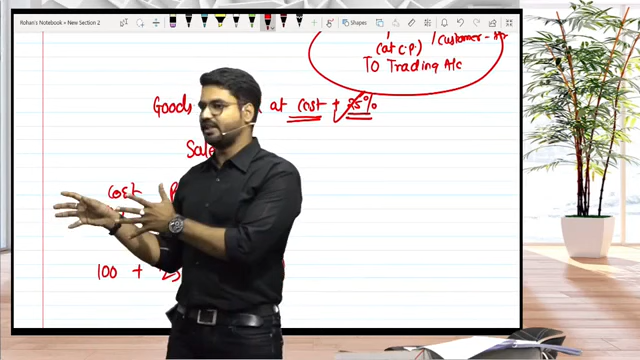 Rohan's Notebook • New Section 2
Shapes
(at C.P.) / Customer -
To Trading A/c
Goods at cost + 25%
Sale
Cost P
100 + 25